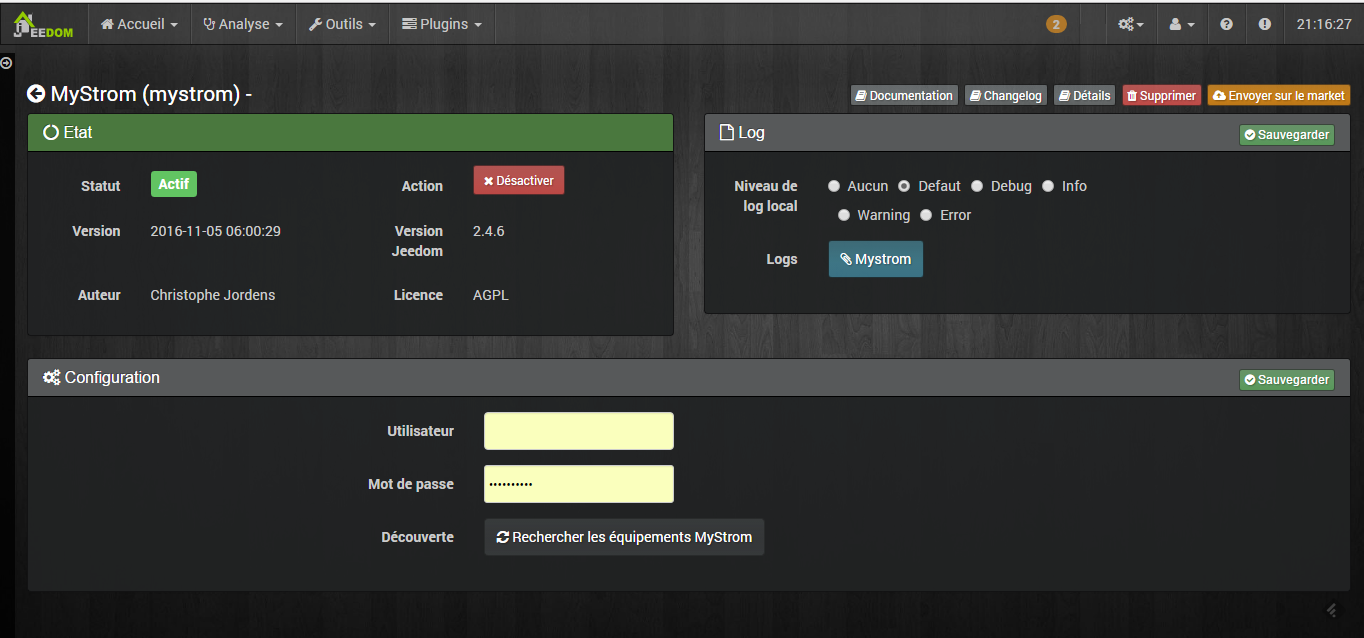 JEEDOM Accueil Analyse Outils Plugins 2 21:16:27
MyStrom (mystrom) - Documentation Changelog Détails Supprimer Envoyer sur le market
Etat
Statut Actif Action Désactiver
Version 2016-11-05 06:00:29 Version Jeedom 2.4.6
Auteur Christophe Jordens Licence AGPL
Log Sauvegarder
Niveau de log local Aucun Defaut Debug Info
Warning Error
Logs Mystrom
Configuration Sauvegarder
Utilisateur
Mot de passe ••••••••••
Découverte Rechercher les équipements MyStrom